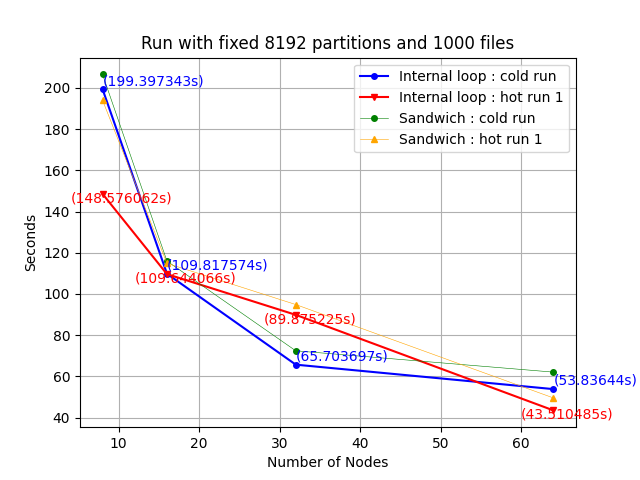 Run with fixed 8192 partitions and 1000 files
Internal loop : cold run
Internal loop : hot run 1
Sandwich : cold run
Sandwich : hot run 1
(199.397343s)
(148.576062s)
(109.817574s)
(109.644066s)
(89.875225s)
(65.703697s)
(53.83644s)
(43.510485s)
Seconds
200
180
160
140
120
100
80
60
40
10
20
30
40
50
60
Number of Nodes